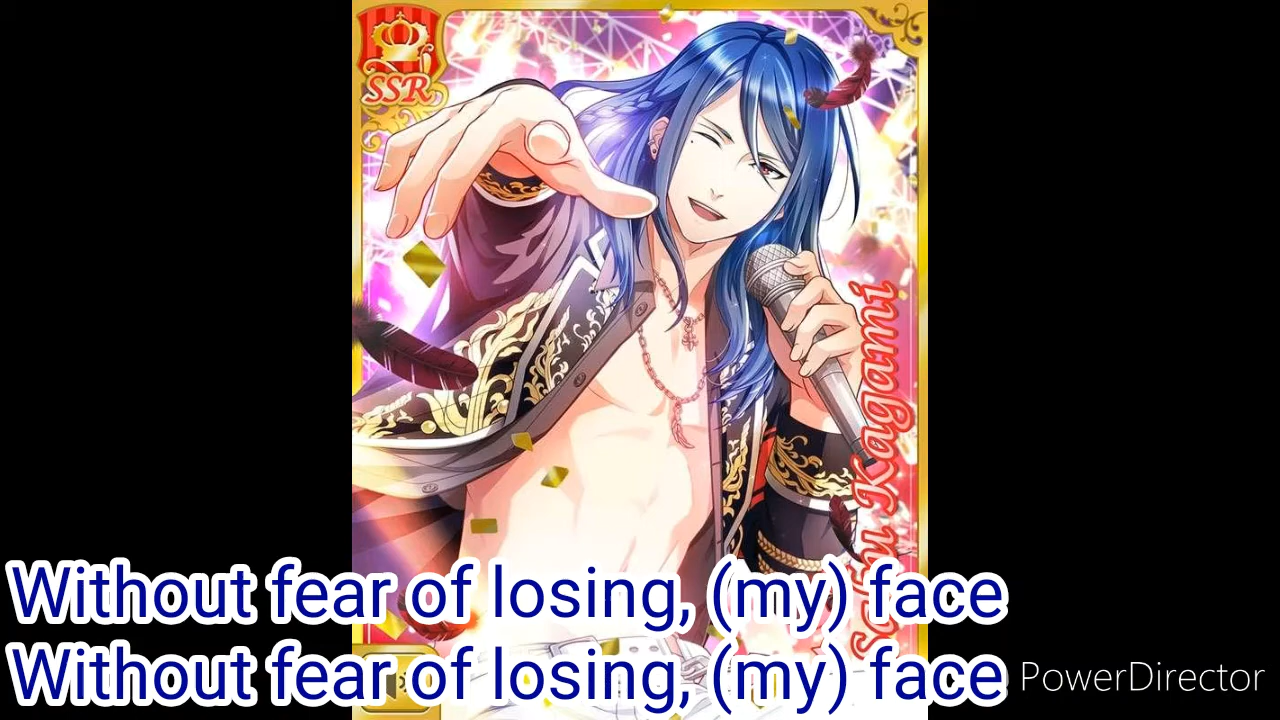 SSR
Kagami
Without fear of losing, (my) face
Without fear of losing, (my) face
PowerDirector